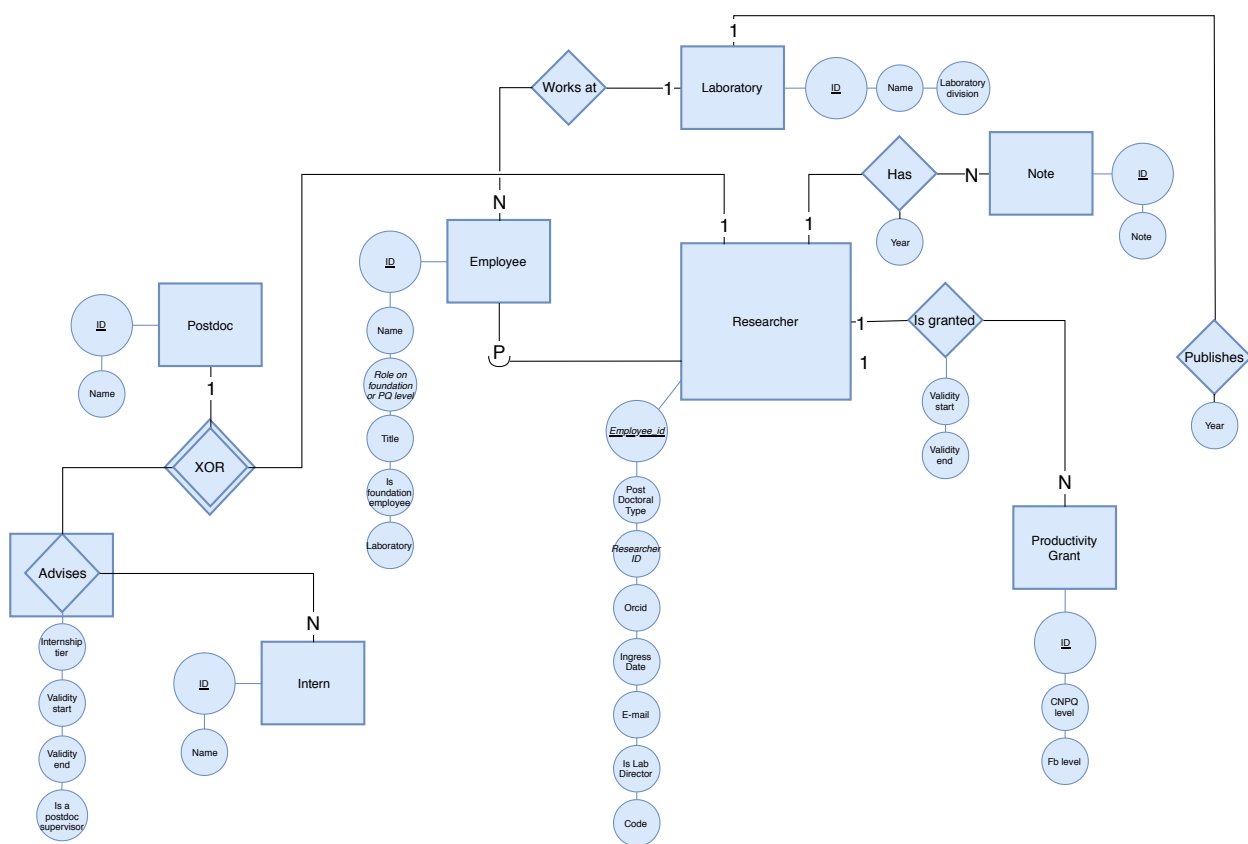 1
Works at
1
Laboratory
ID
Name
Laboratory
division
Has
N
Note
ID
Note
Year
N
1
1
ID
Employee
Name
Role on
foundation
or PQ level
Title
Is
foundation
employee
Laboratory
P
Researcher
1
1
Is granted
Validity
start
Validity
end
Publishes
Year
ID
Postdoc
Name
1
XOR
Employee_id
Post
Doctoral
Type
Researcher
ID
Orcid
Ingress
Date
E-mail
Is Lab
Director
Code
N
Productivity
Grant
ID
CNPQ
level
Fb level
Advises
Internship
tier
Validity
start
Validity
end
Is a
postdoc
supervisor
N
ID
Intern
Name